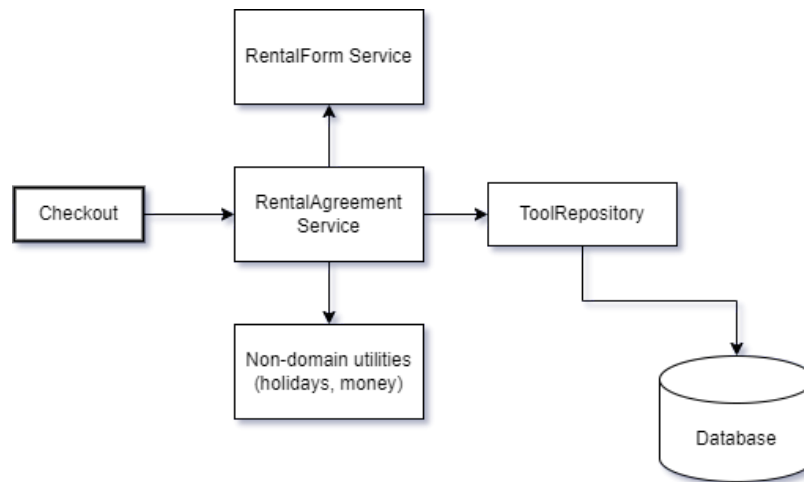 RentalForm Service
Checkout
RentalAgreement
Service
ToolRepository
Non-domain utilities
(holidays, money)
Database